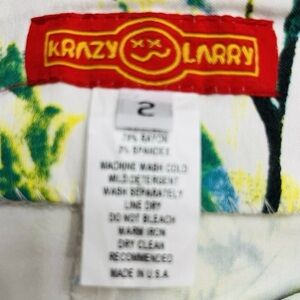 KRAZY LARRY
2
MACHINE WASH COLD
MILD DETERGENT
WASH SEPARATELY
LINE DRY
DO NOT BLEACH
WARM IRON
DRY CLEAN
RECOMMENDED
MADE IN U.S.A